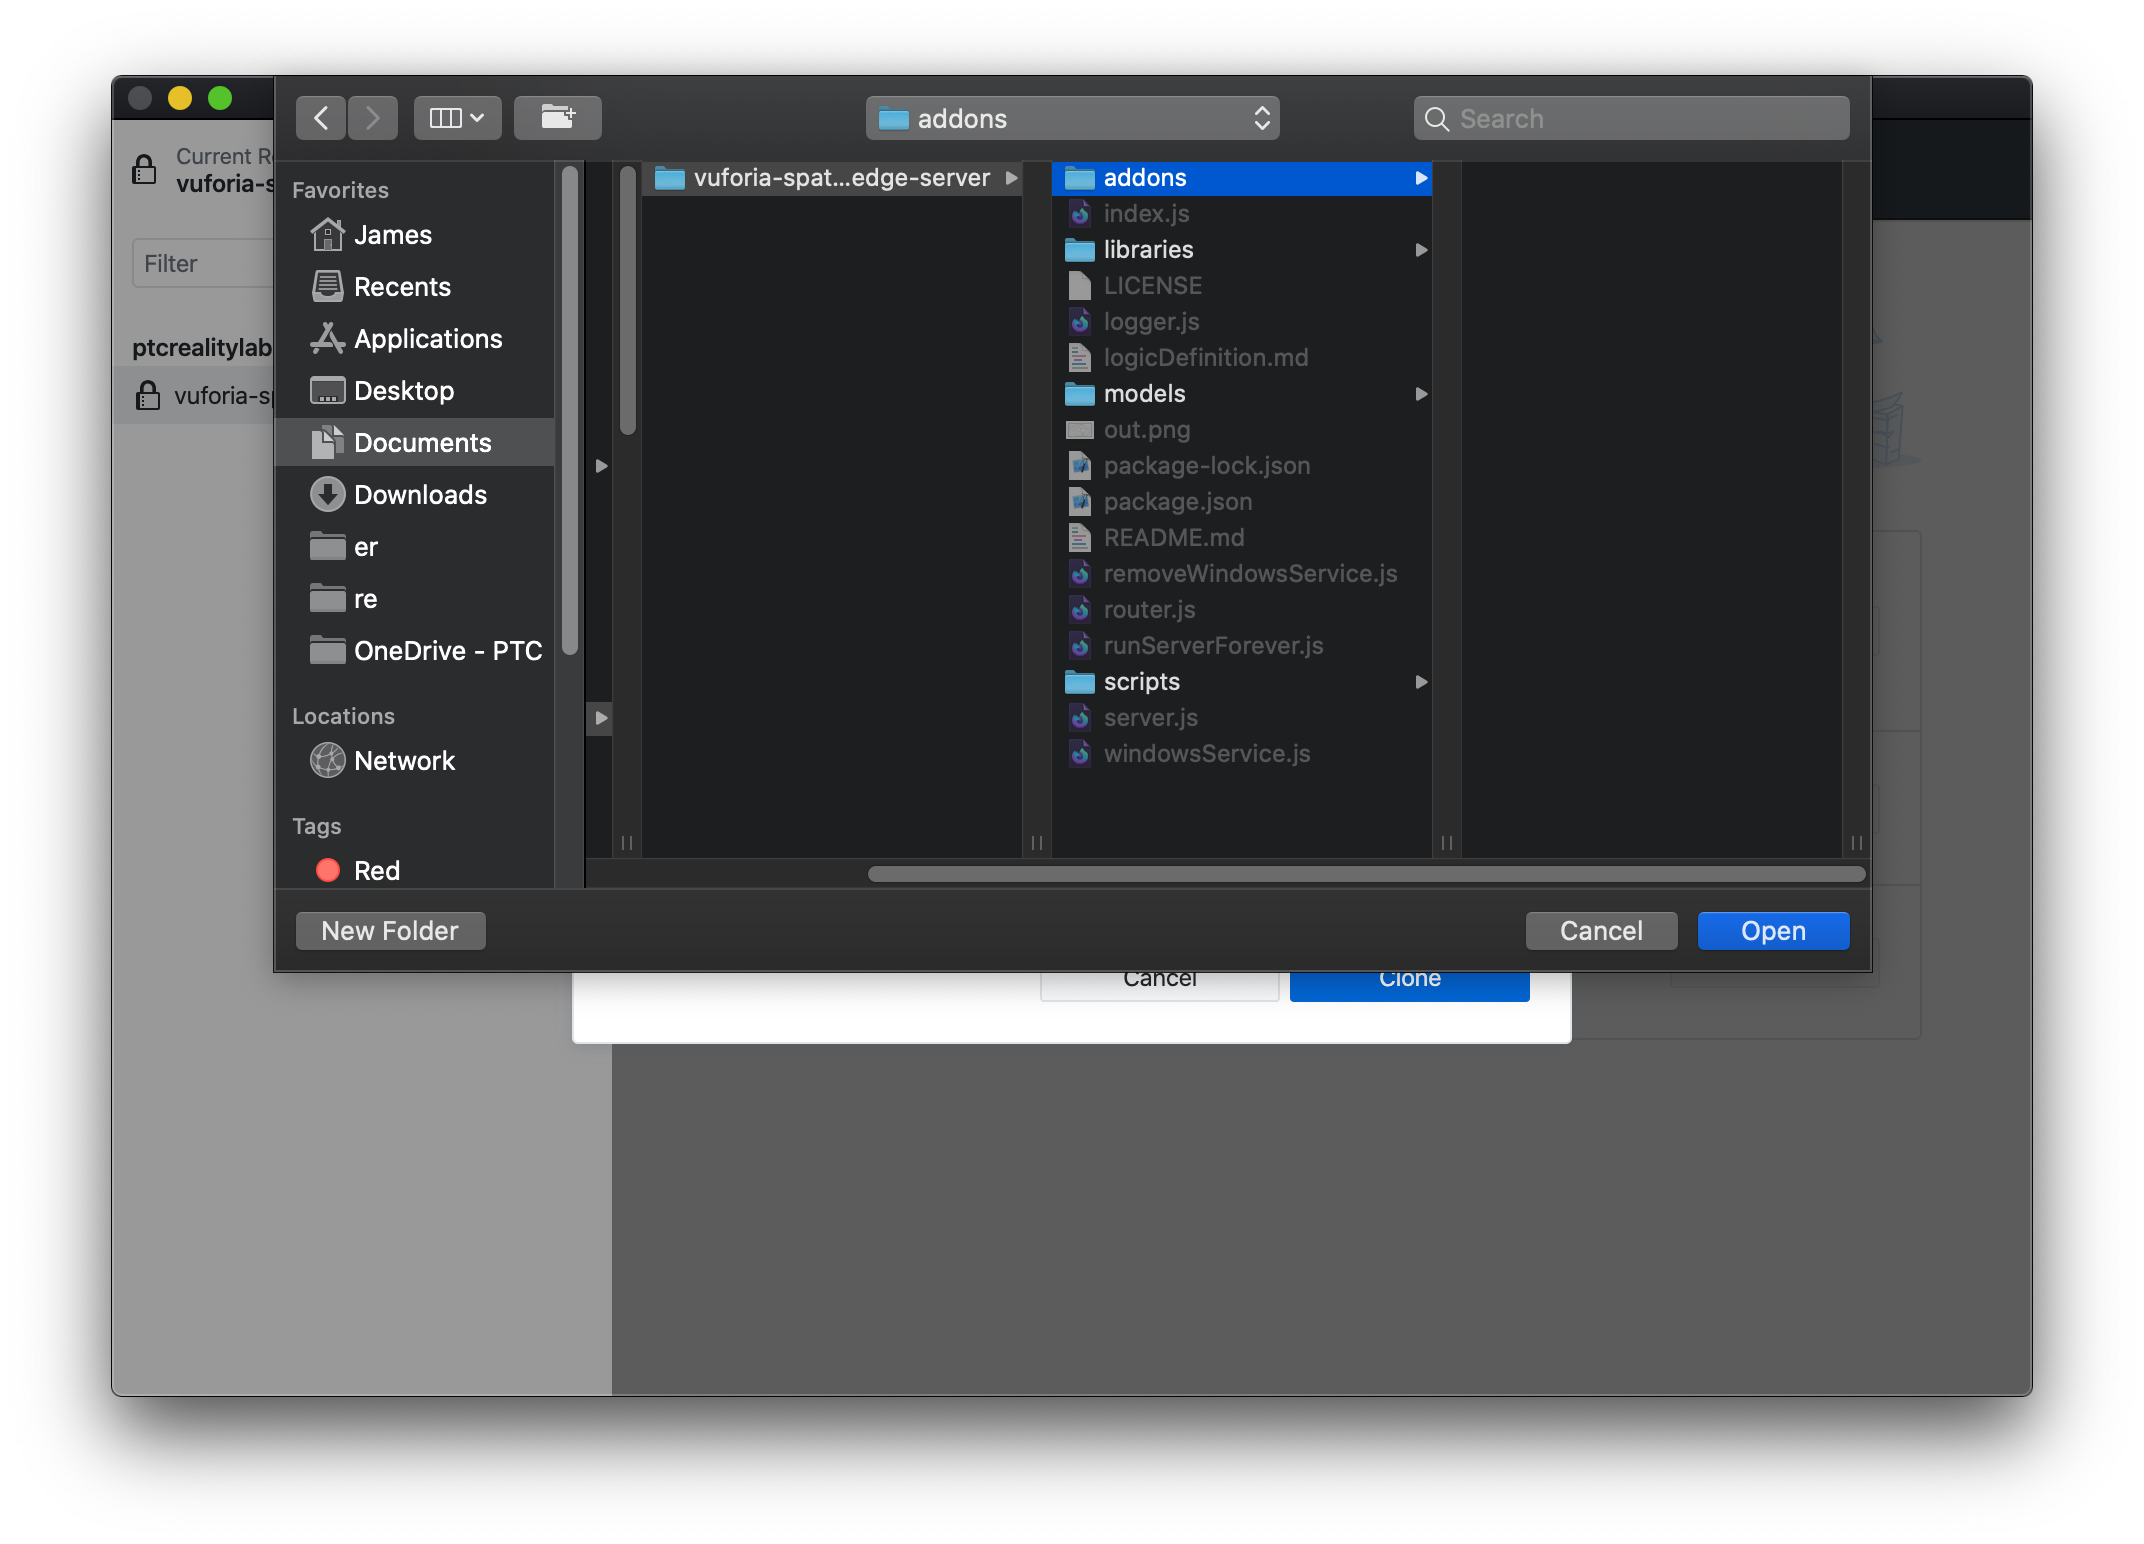 addons
Search
Current Re
vuforia-s
Filter
ptcrealitylab
vuforia-sp
Favorites
James
Recents
Applications
Desktop
Documents
Downloads
er
re
OneDrive - PTC
Locations
Network
Tags
Red
vuforia-spat...edge-server
addons
index.js
libraries
LICENSE
logger.js
logicDefinition.md
models
out.png
package-lock.json
package.json
README.md
removeWindowsService.js
router.js
runServerForever.js
scripts
server.js
windowsService.js
New Folder
Cancel
Open
Cancel
Clone